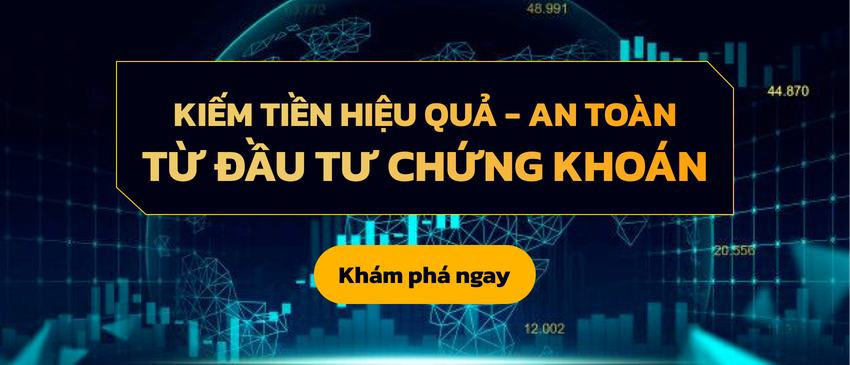 48.991
44.870
KIẾM TIỀN HIỆU QUẢ - AN TOÀN
TỪ ĐẦU TƯ CHỨNG KHOÁN
20.556
Khám phá ngay
12.002